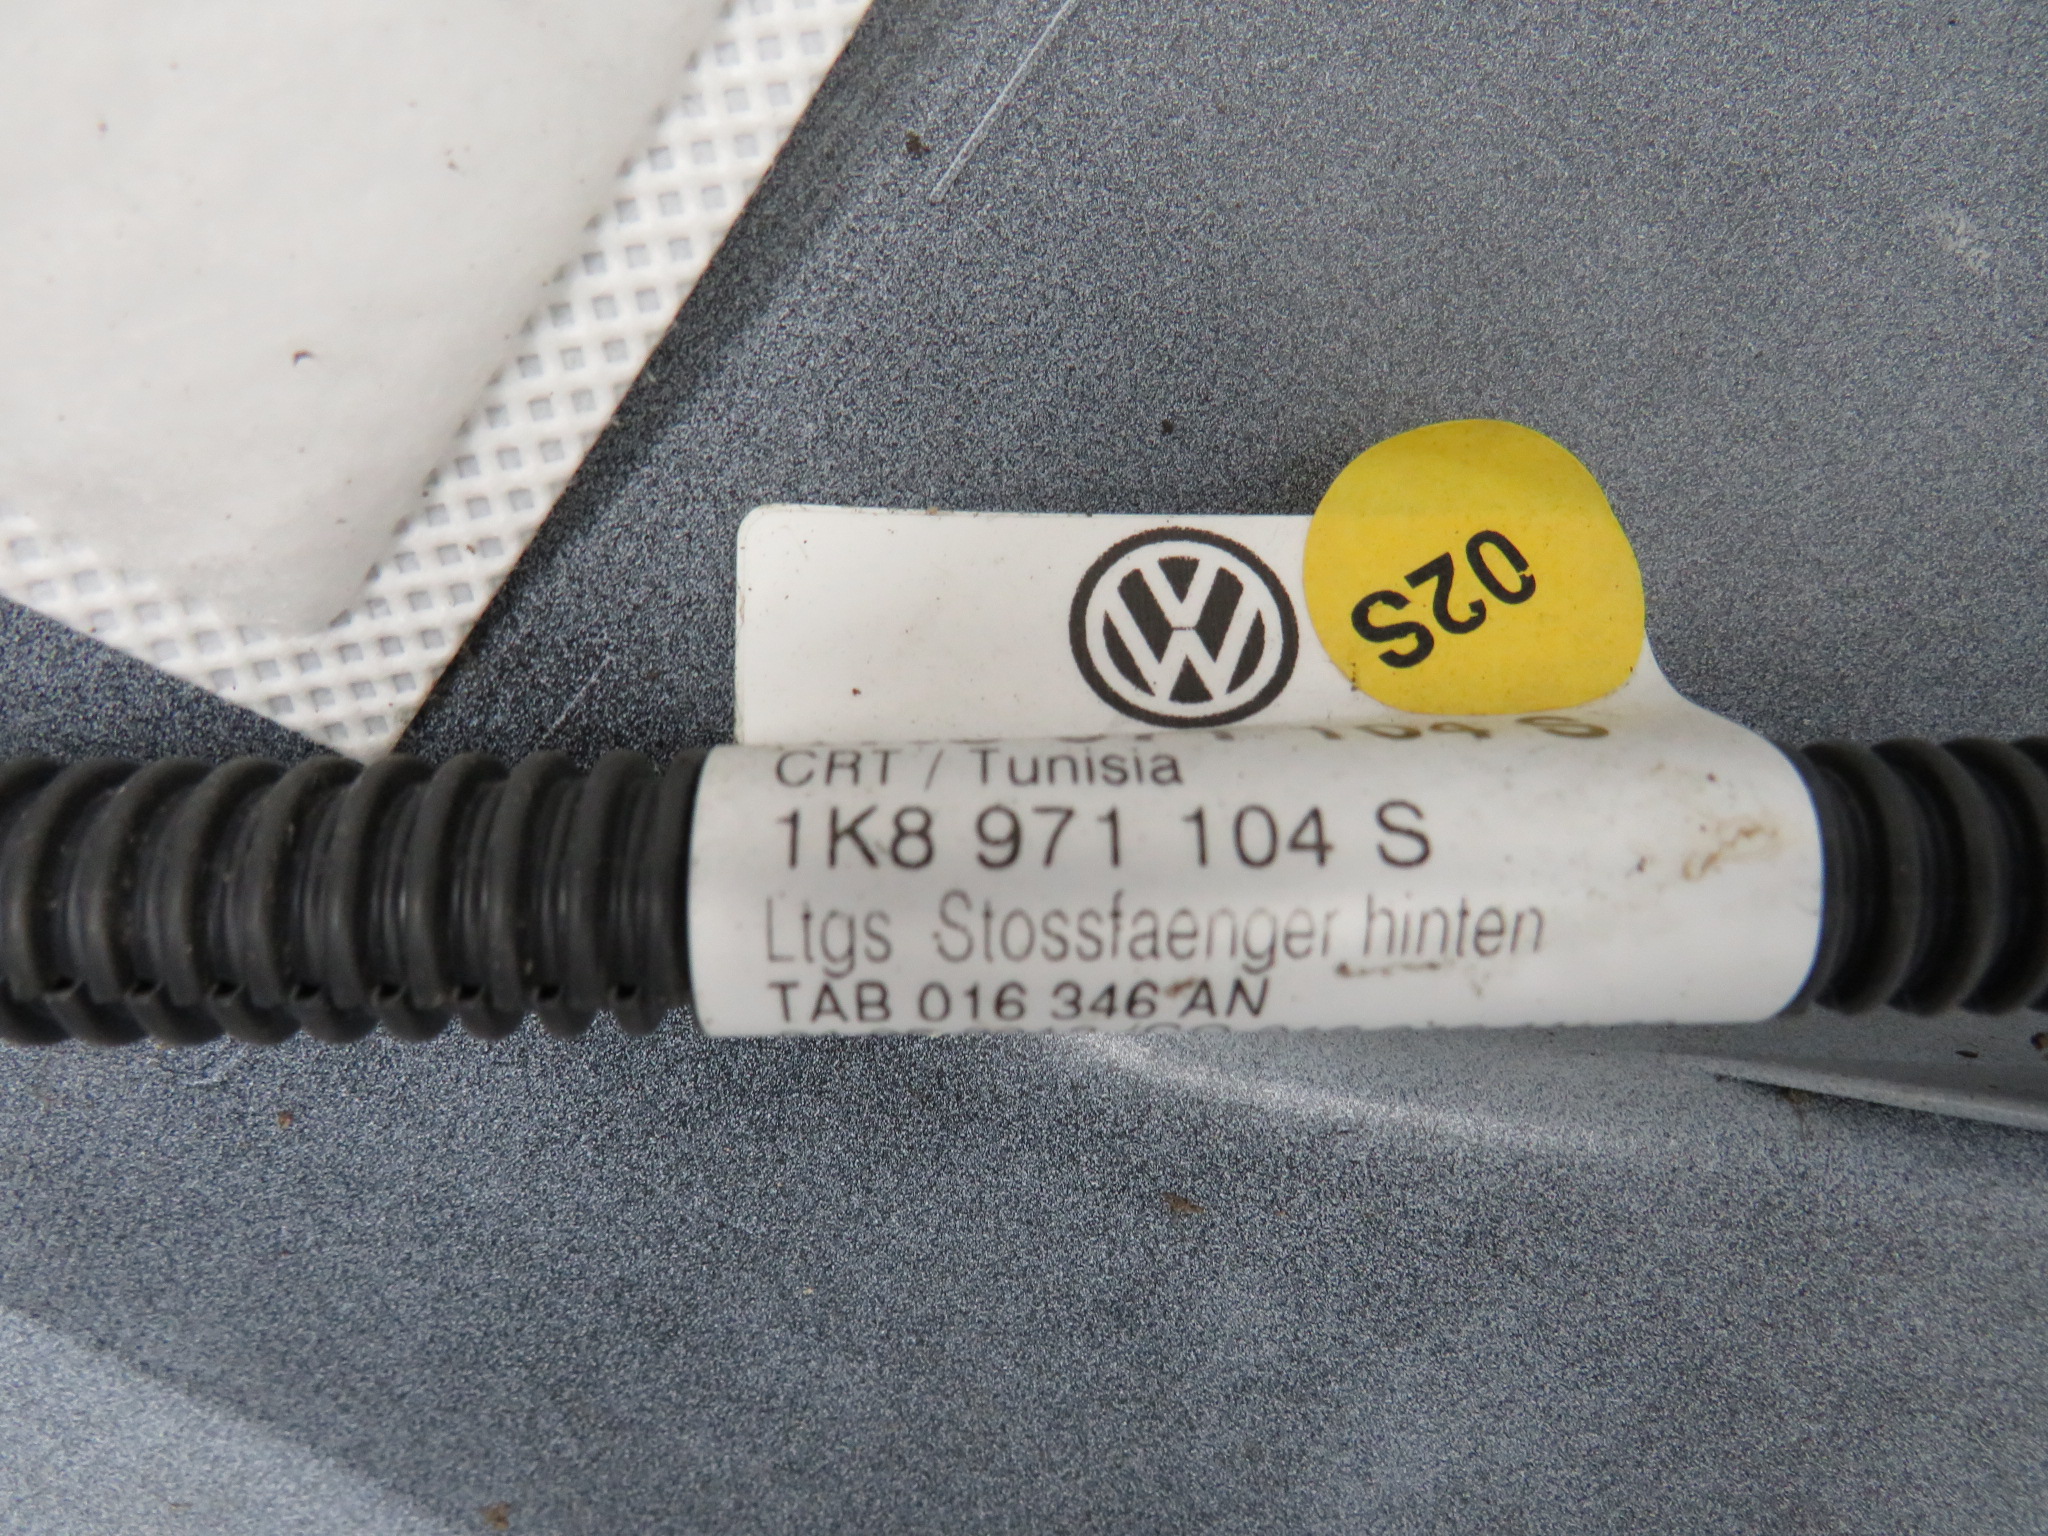 02S
CRT / Tunisia
1K8 971 104 S
Ltgs Stossfaenger hinten
TAB 016 346 AN